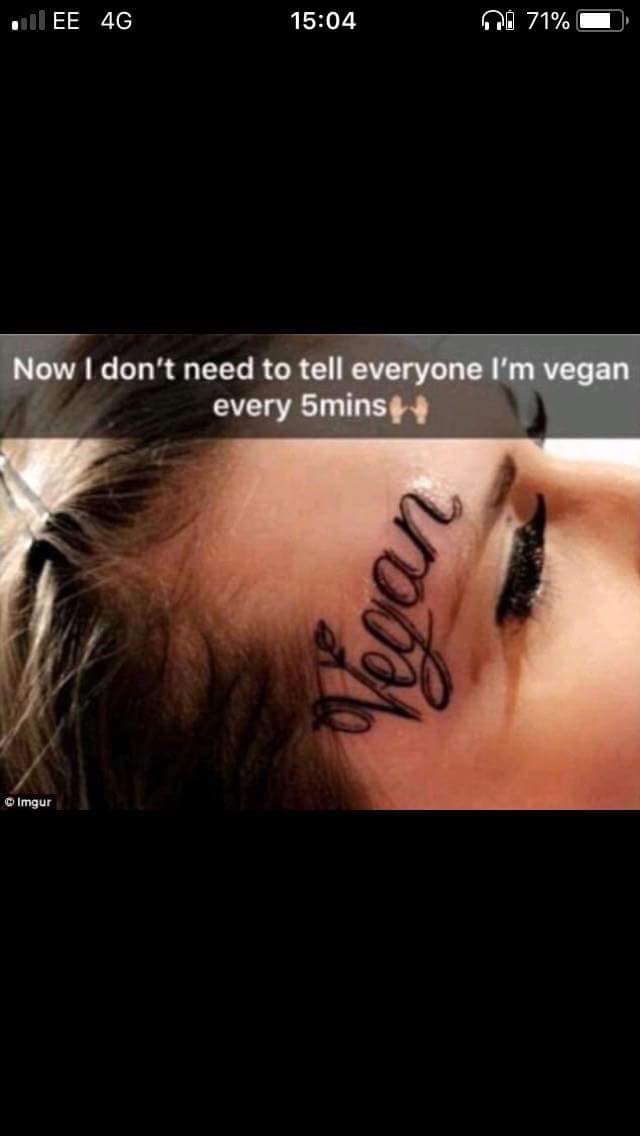 EE 4G 15:04 71%
Now I don't need to tell everyone I'm vegan
every 5mins🙌🏼
Vegan
© Imgur